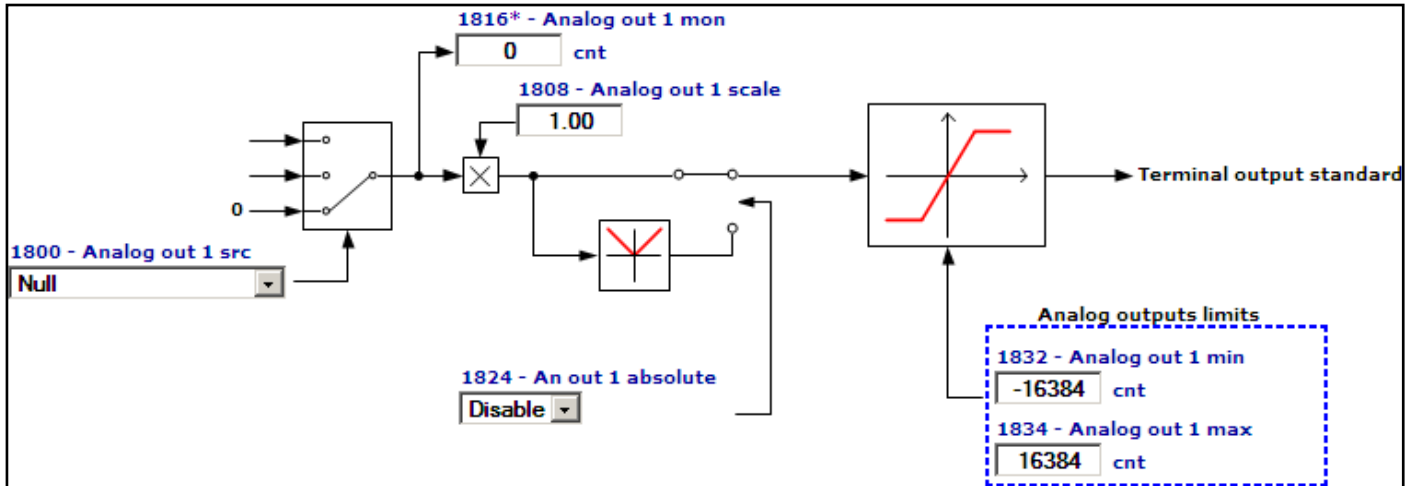 1816* - Analog out 1 mon
0 cnt
1808 - Analog out 1 scale
1.00
Terminal output standard
0
1800 - Analog out 1 src
Null
Analog outputs limits
1832 - Analog out 1 min
-16384 cnt
1824 - An out 1 absolute
Disable
1834 - Analog out 1 max
16384 cnt